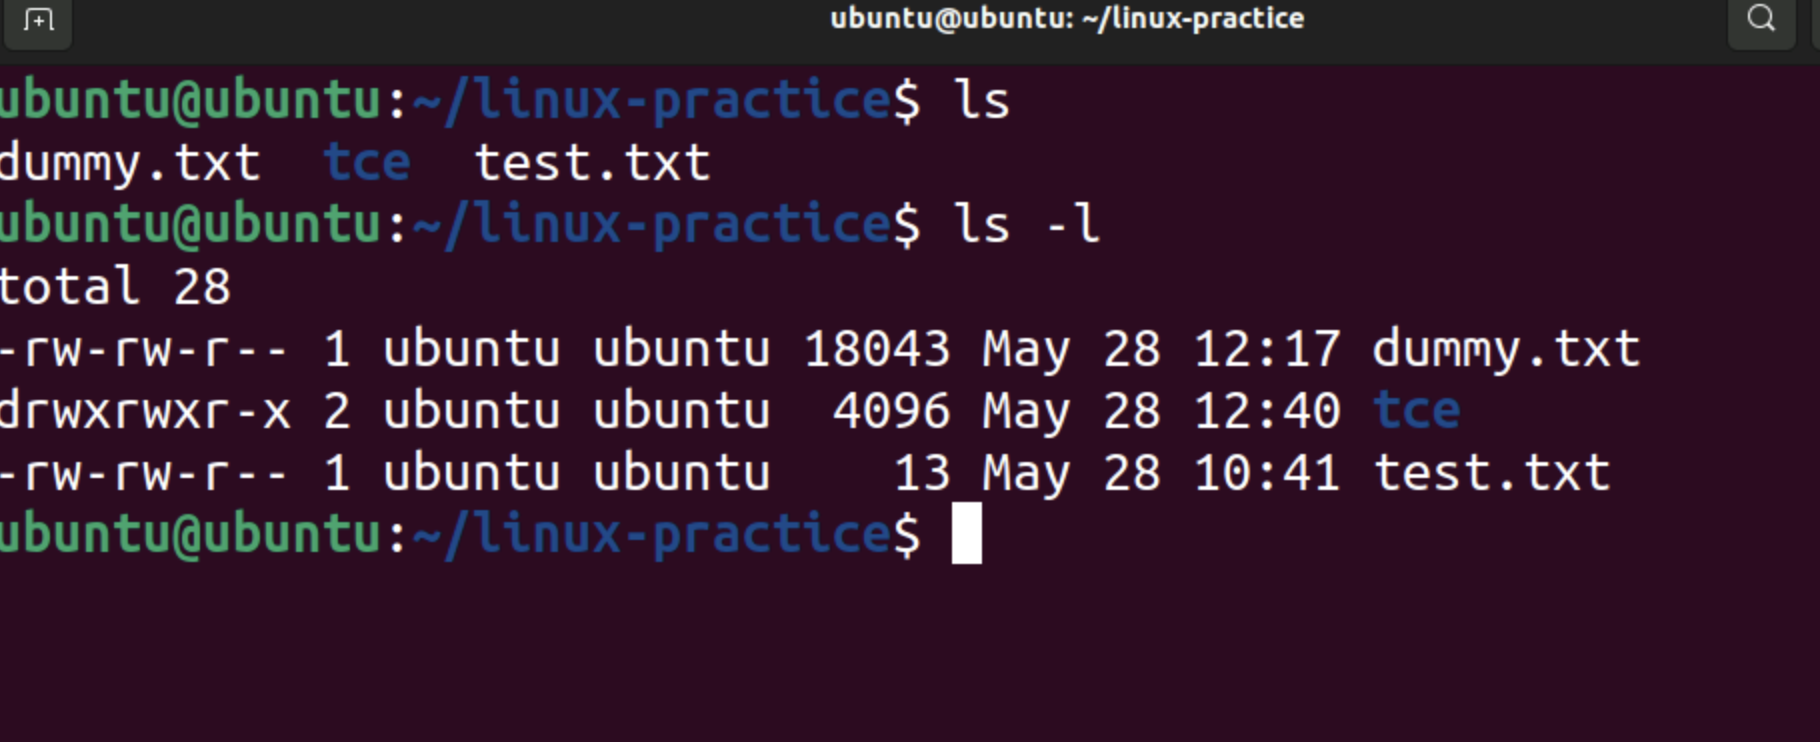 ubuntu@ubuntu: ~/linux-practice
ubuntu@ubuntu:~/linux-practice$ ls
dummy.txt  tce  test.txt
ubuntu@ubuntu:~/linux-practice$ ls -l
total 28
-rw-rw-r-- 1 ubuntu ubuntu 18043 May 28 12:17 dummy.txt
drwxrwxr-x 2 ubuntu ubuntu  4096 May 28 12:40 tce
-rw-rw-r-- 1 ubuntu ubuntu    13 May 28 10:41 test.txt
ubuntu@ubuntu:~/linux-practice$